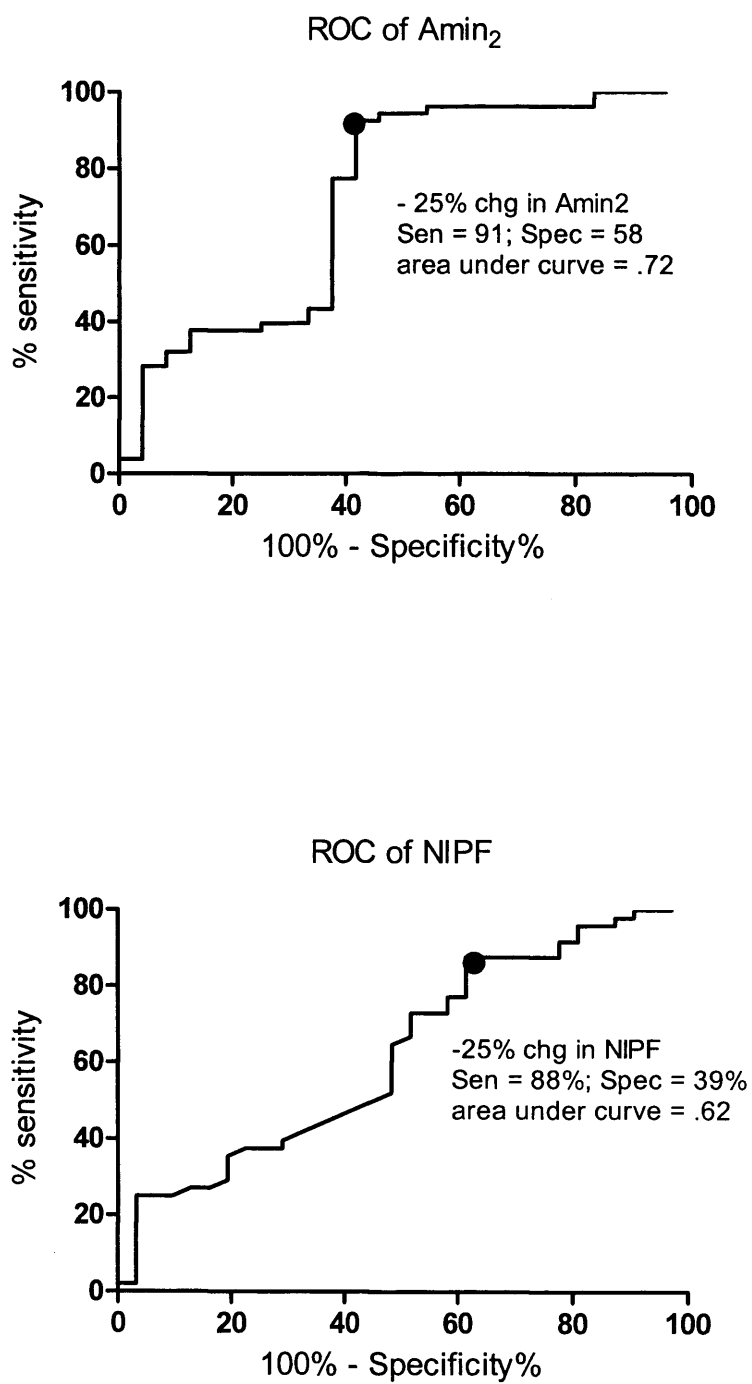 ROC of Amin2
100
80
60
40
20
0
% sensitivity
- 25% chg in Amin2
Sen = 91; Spec = 58
area under curve = .72
0 20 40 60 80 100
100% - Specificity%
ROC of NIPF
100
80
60
40
20
0
% sensitivity
-25% chg in NIPF
Sen = 88%; Spec = 39%
area under curve = .62
0 20 40 60 80 100
100% - Specificity%